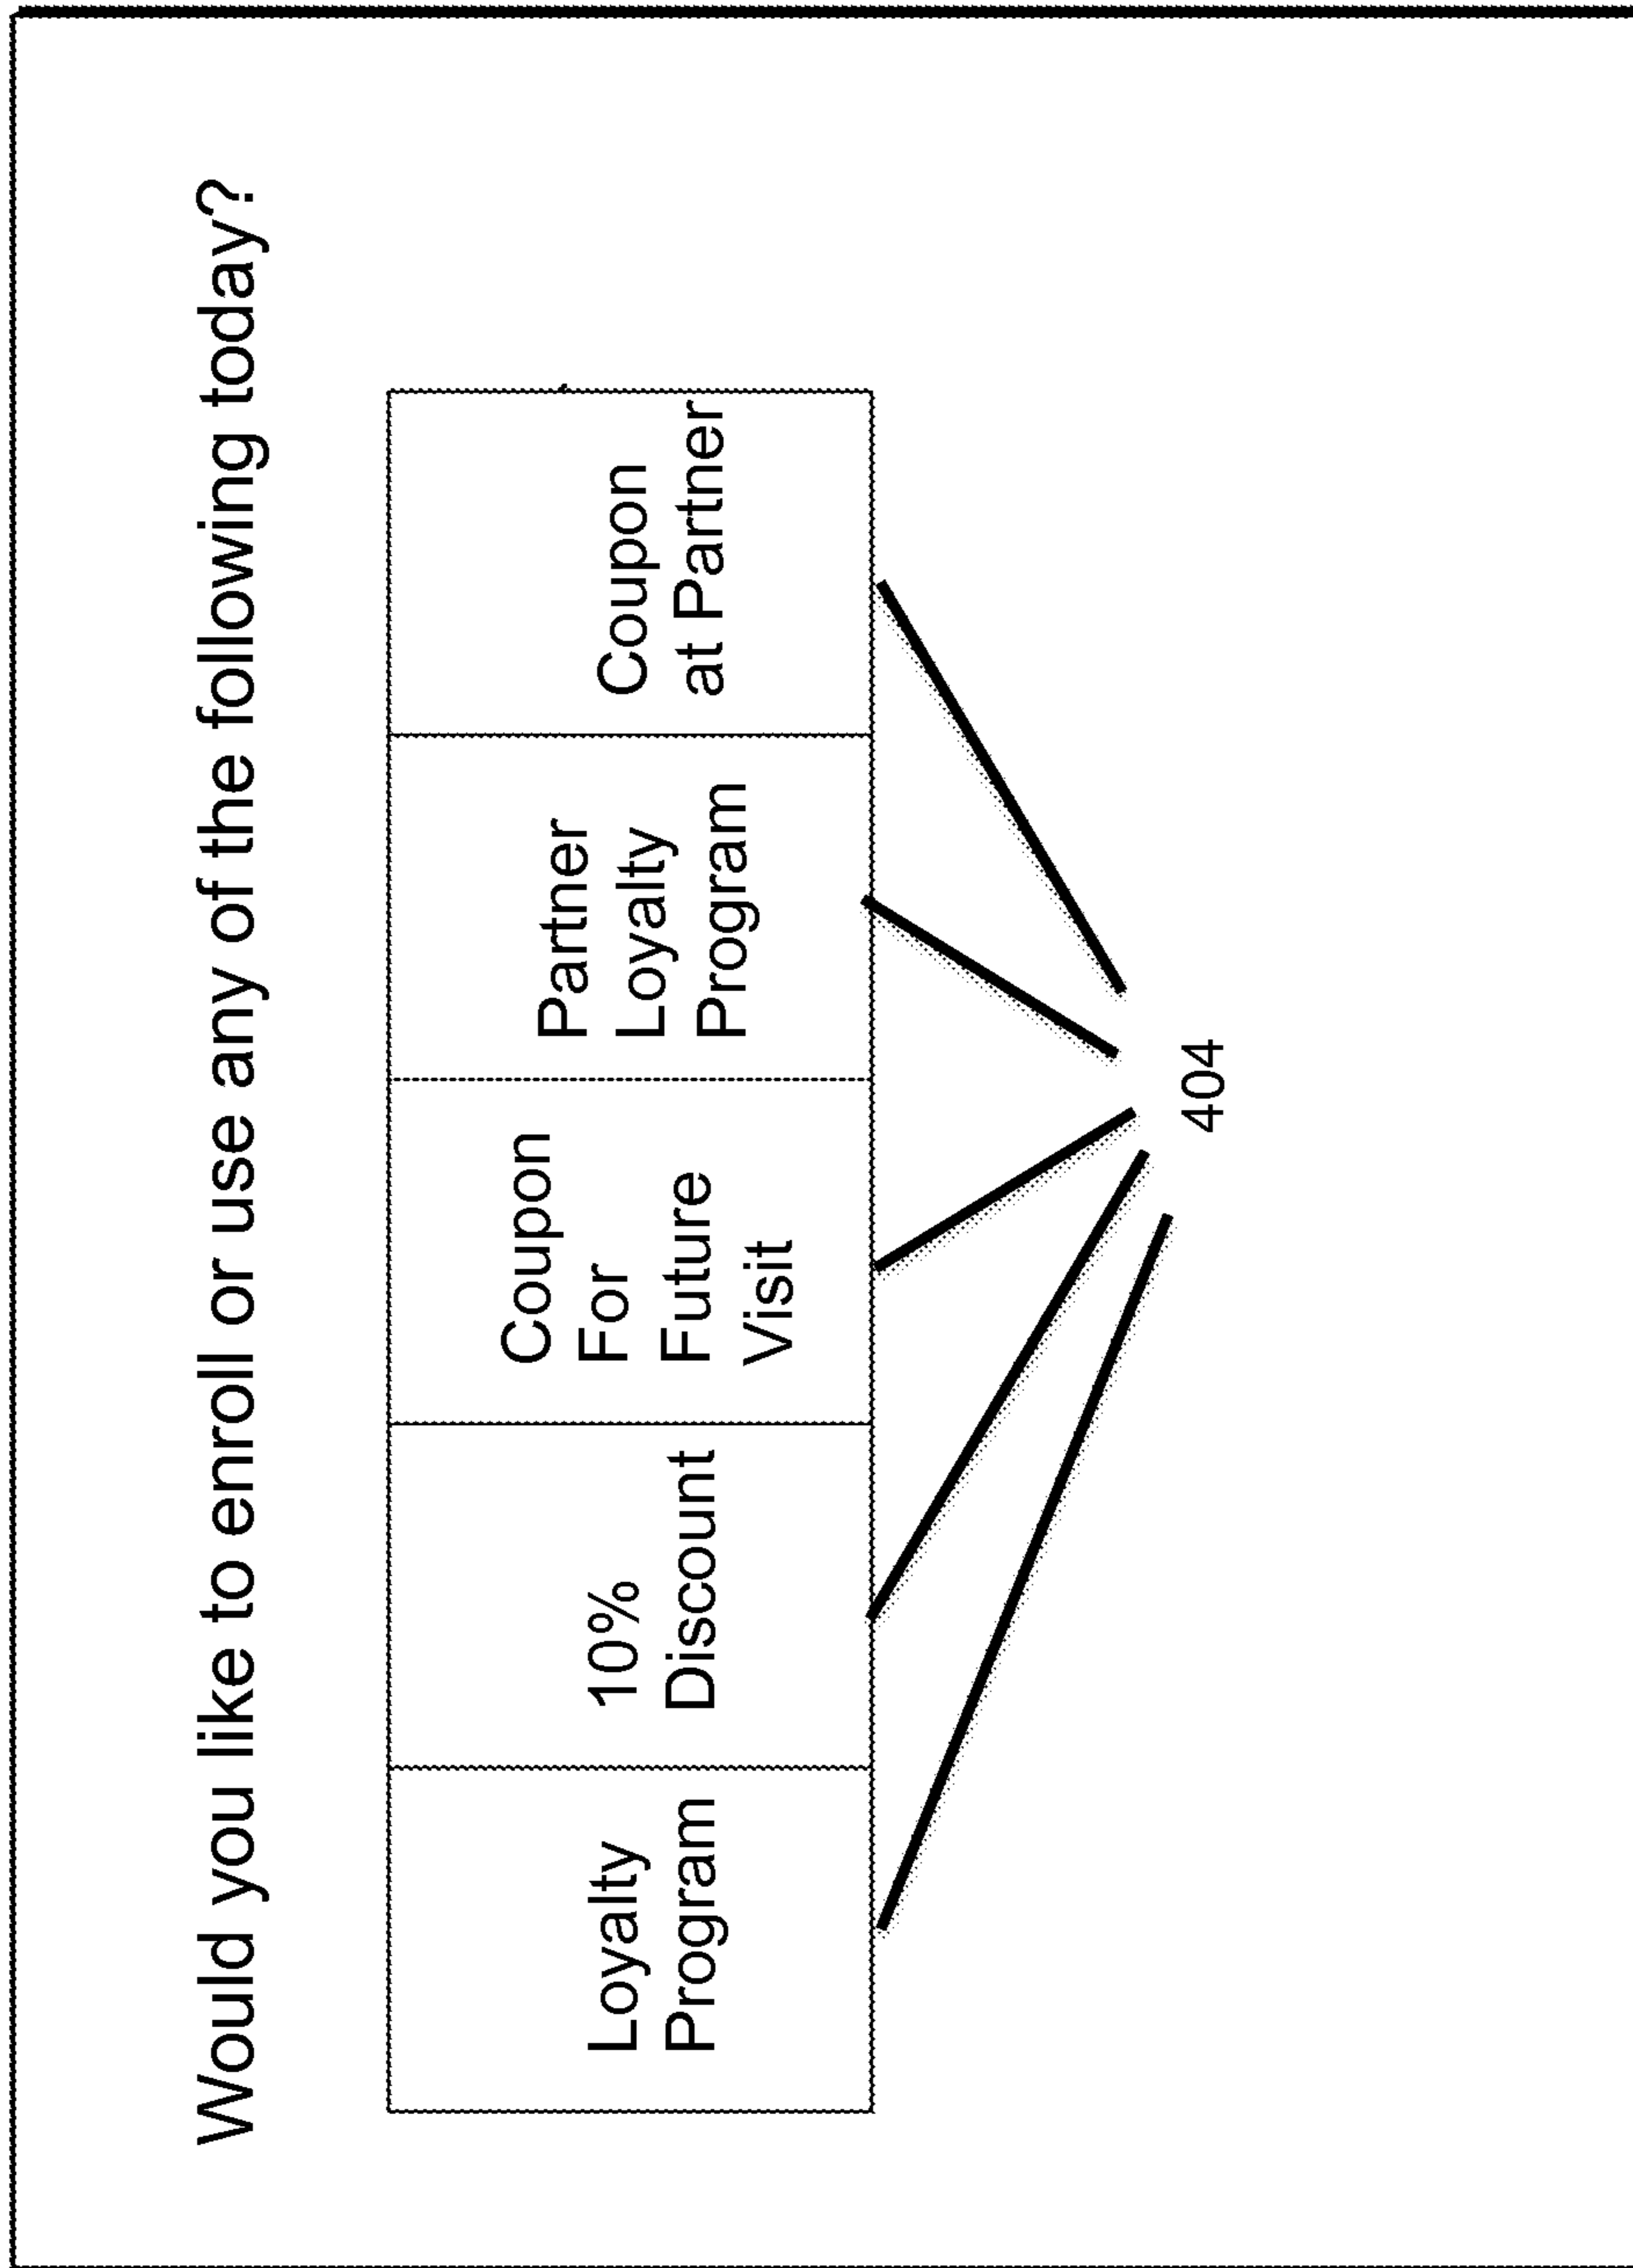 Would you like to enroll or use any of the following today?
Loyalty
Program
10%
Discount
Coupon
For
Future
Visit
Partner
Loyalty
Program
Coupon
at Partner
404